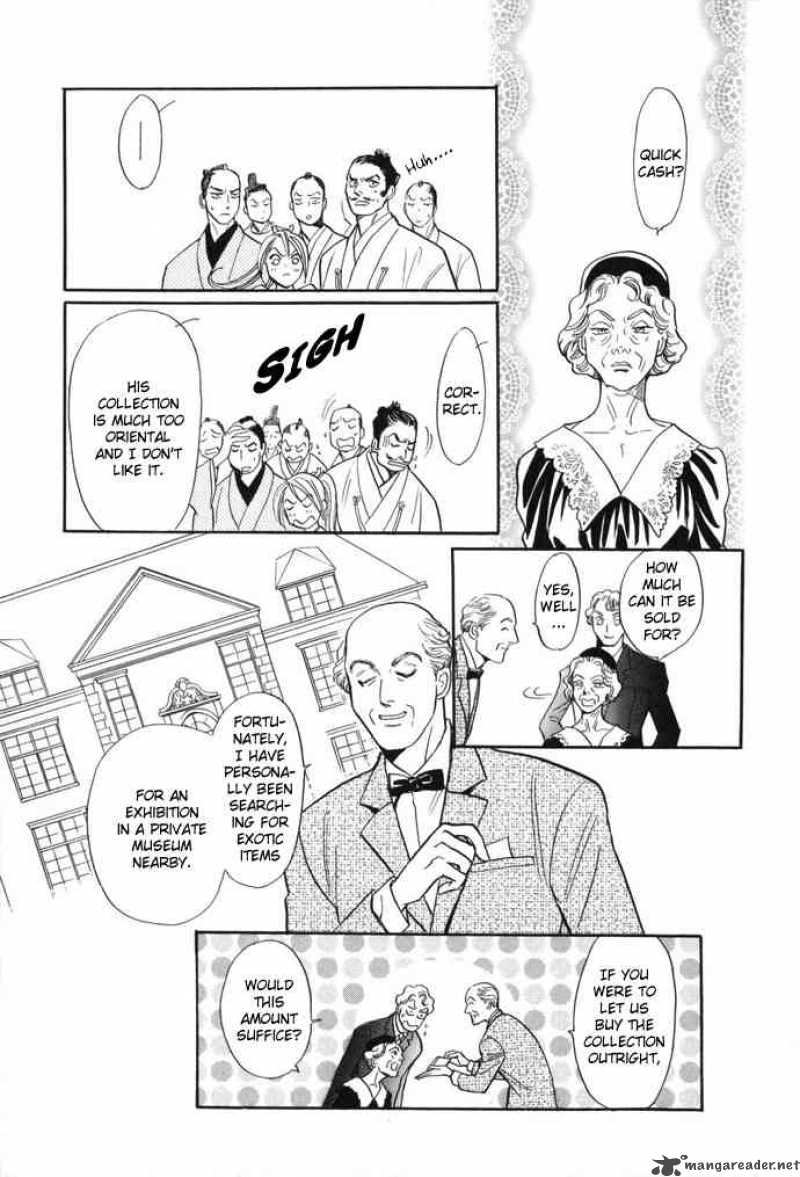 QUICK
CASH?
Huh....
COR-
RECT.
SIGH
HIS
COLLECTION
IS MUCH TOO
ORIENTAL
AND I DON'T
LIKE IT.
HOW
MUCH
CAN IT BE
SOLD
FOR?
YES,
WELL
...
FORTU-
NATELY,
I HAVE
PERSONA-
LLY BEEN
SEARCH-
ING FOR
EXOTIC
ITEMS
FOR AN
EXHIBITION
IN A PRIVATE
MUSEUM
NEARBY.
IF YOU
WERE TO
LET US
BUY THE
COLLECTION
OUTRIGHT,
WOULD
THIS
AMOUNT
SUFFICE?
mangareader.net